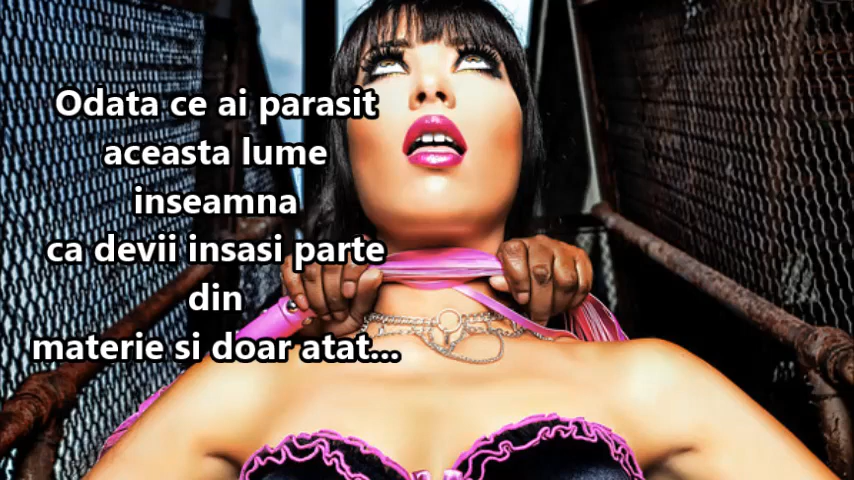 Odata ce ai parasit
aceasta lume
inseamna
ca devii insasi parte
din
materie si doar atat...